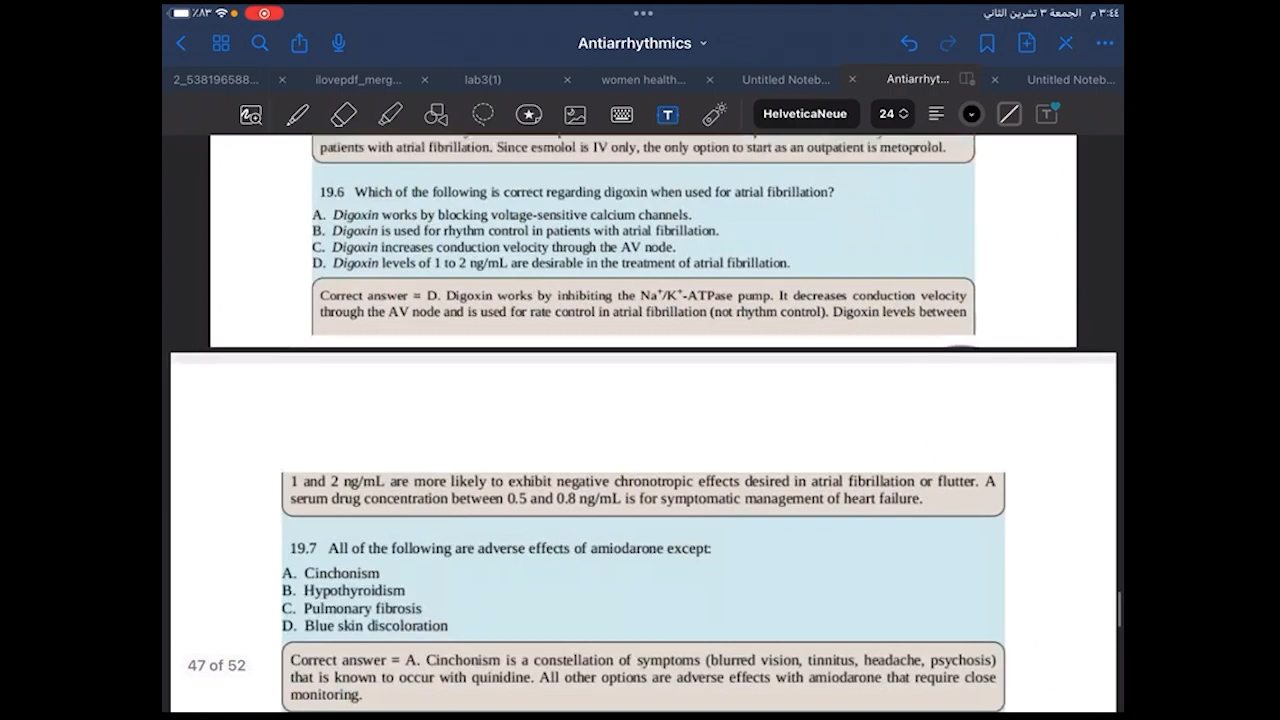 ٪٨٣ ٣:٤٤ م الجمعة ٣ تشرين الثاني
Antiarrhythmics
2_538196588... ilovepdf_merg... lab3(1) women health... Untitled Noteb... Antiarrhyt... Untitled Noteb...
T HelveticaNeue 24 T
patients with atrial fibrillation. Since esmolol is IV only, the only option to start as an outpatient is metoprolol.
19.6 Which of the following is correct regarding digoxin when used for atrial fibrillation?
A. Digoxin works by blocking voltage-sensitive calcium channels.
B. Digoxin is used for rhythm control in patients with atrial fibrillation.
C. Digoxin increases conduction velocity through the AV node.
D. Digoxin levels of 1 to 2 ng/mL are desirable in the treatment of atrial fibrillation.
Correct answer = D. Digoxin works by inhibiting the Na⁺/K⁺-ATPase pump. It decreases conduction velocity
through the AV node and is used for rate control in atrial fibrillation (not rhythm control). Digoxin levels between
1 and 2 ng/mL are more likely to exhibit negative chronotropic effects desired in atrial fibrillation or flutter. A
serum drug concentration between 0.5 and 0.8 ng/mL is for symptomatic management of heart failure.
19.7 All of the following are adverse effects of amiodarone except:
A. Cinchonism
B. Hypothyroidism
C. Pulmonary fibrosis
D. Blue skin discoloration
47 of 52
Correct answer = A. Cinchonism is a constellation of symptoms (blurred vision, tinnitus, headache, psychosis)
that is known to occur with quinidine. All other options are adverse effects with amiodarone that require close
monitoring.